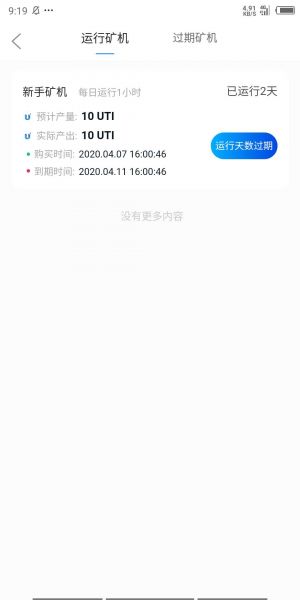 9:19 ···
4.91 KB/S 4G
运行矿机 过期矿机
新手矿机 每日运行1小时 已运行2天
预计产量: 10 UTI
实际产出: 10 UTI
运行天数过期
购买时间: 2020.04.07 16:00:46
到期时间: 2020.04.11 16:00:46
没有更多内容